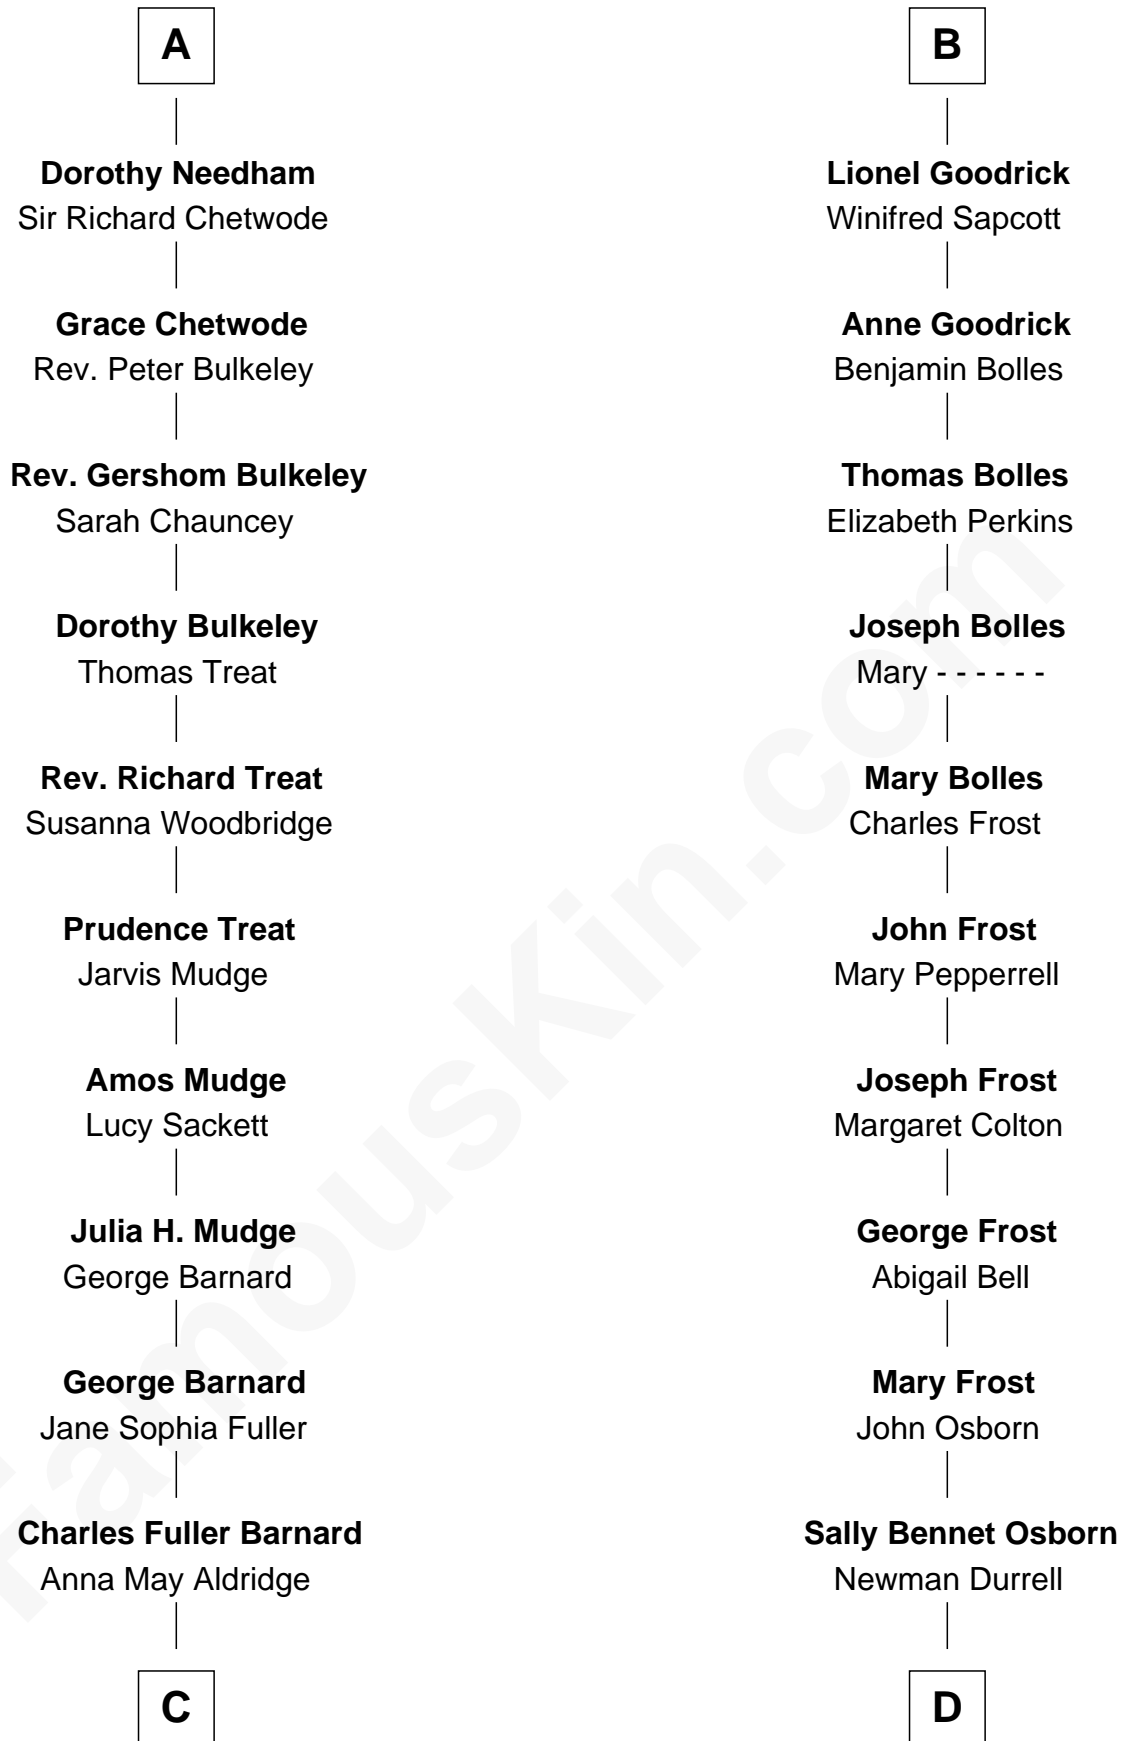 A
Dorothy Needham
Sir Richard Chetwode
Grace Chetwode
Rev. Peter Bulkeley
Rev. Gershom Bulkeley
Sarah Chauncey
Dorothy Bulkeley
Thomas Treat
Rev. Richard Treat
Susanna Woodbridge
Prudence Treat
Jarvis Mudge
Amos Mudge
Lucy Sackett
Julia H. Mudge
George Barnard
George Barnard
Jane Sophia Fuller
Charles Fuller Barnard
Anna May Aldridge
C
B
Lionel Goodrick
Winifred Sapcott
Anne Goodrick
Benjamin Bolles
Thomas Bolles
Elizabeth Perkins
Joseph Bolles
Mary - - - - - -
Mary Bolles
Charles Frost
John Frost
Mary Pepperrell
Joseph Frost
Margaret Colton
George Frost
Abigail Bell
Mary Frost
John Osborn
Sally Bennet Osborn
Newman Durrell
D
FamousKin.com